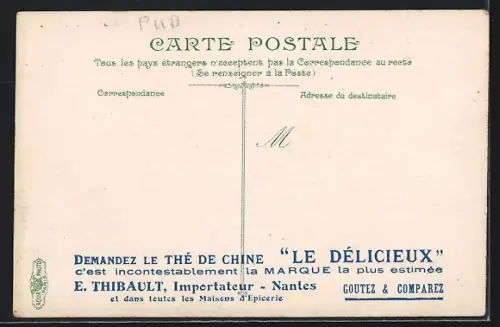 PUB
CARTE POSTALE
Tous les pays étrangers n'acceptent pas la Correspondance au recto
(Se renseigner à la Poste)
Correspondance
Adresse du destinataire
M
DEMANDEZ LE THÉ DE CHINE "LE DÉLICIEUX"
c'est incontestablement la MARQUE la plus estimée
E. THIBAULT, Importateur - Nantes
et dans toutes les Maisons d'Epicerie
GOUTEZ & COMPAREZ